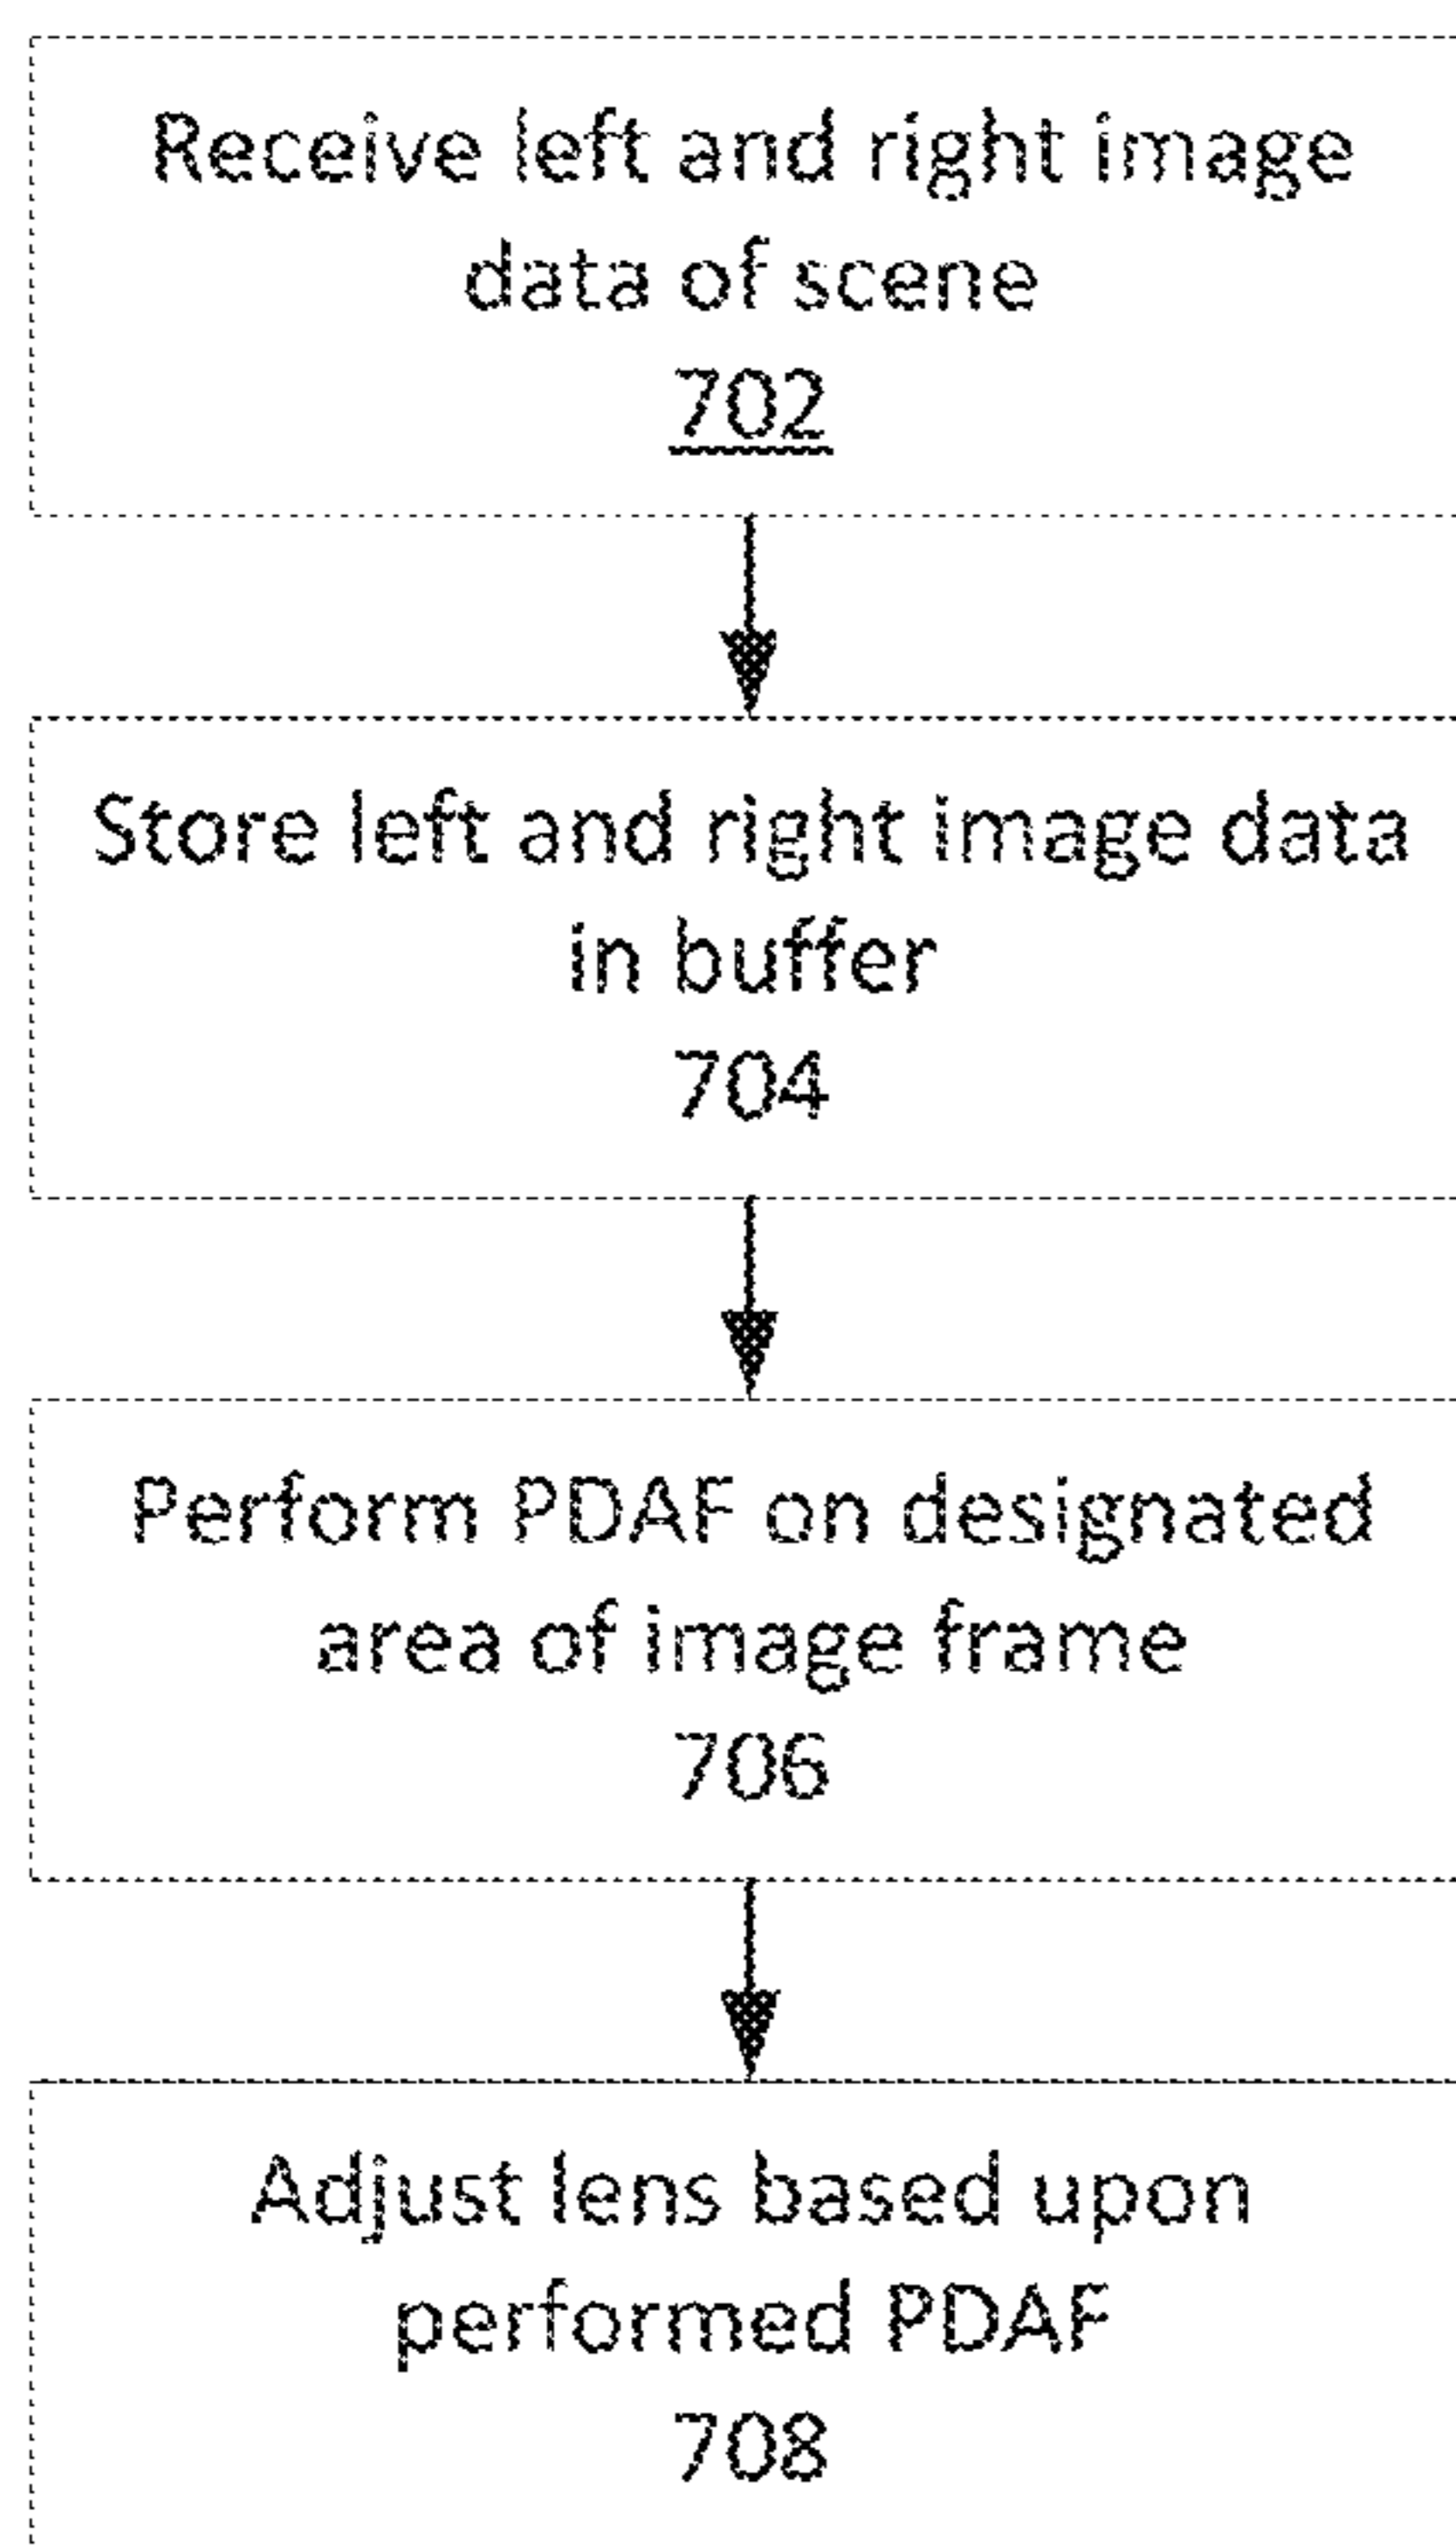 Receive left and right image
data of scene
702
Store left and right image data
in buffer
704
Perform PDAF on designated
area of image frame
706
Adjust lens based upon
performed PDAF
708